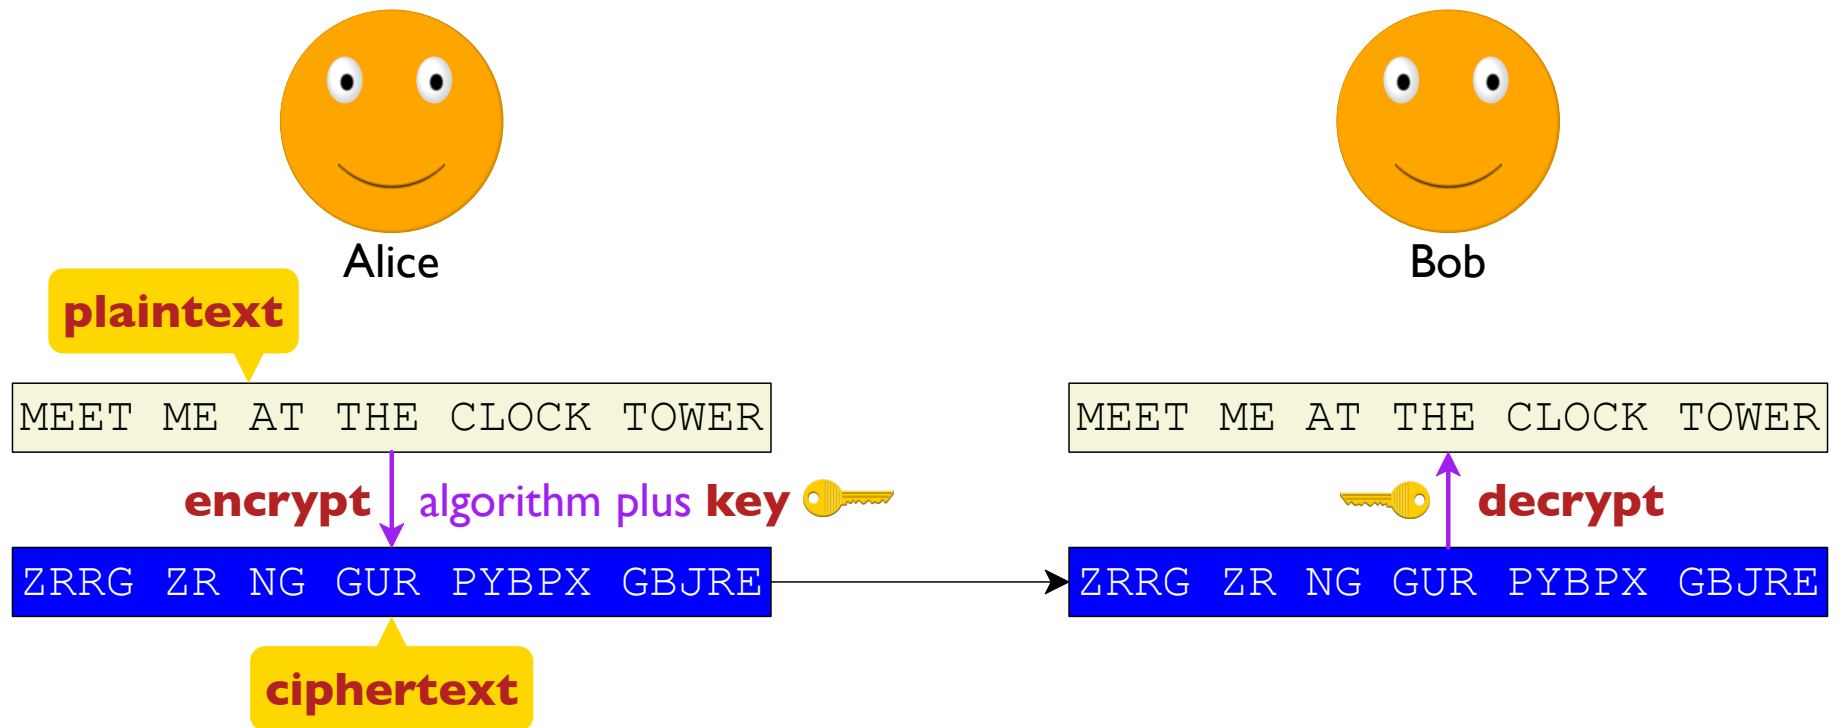 Alice
Bob
plaintext
MEET ME AT THE CLOCK TOWER
MEET ME AT THE CLOCK TOWER
encrypt algorithm plus key
decrypt
ZRRG ZR NG GUR PYBPX GBJRE
ZRRG ZR NG GUR PYBPX GBJRE
ciphertext